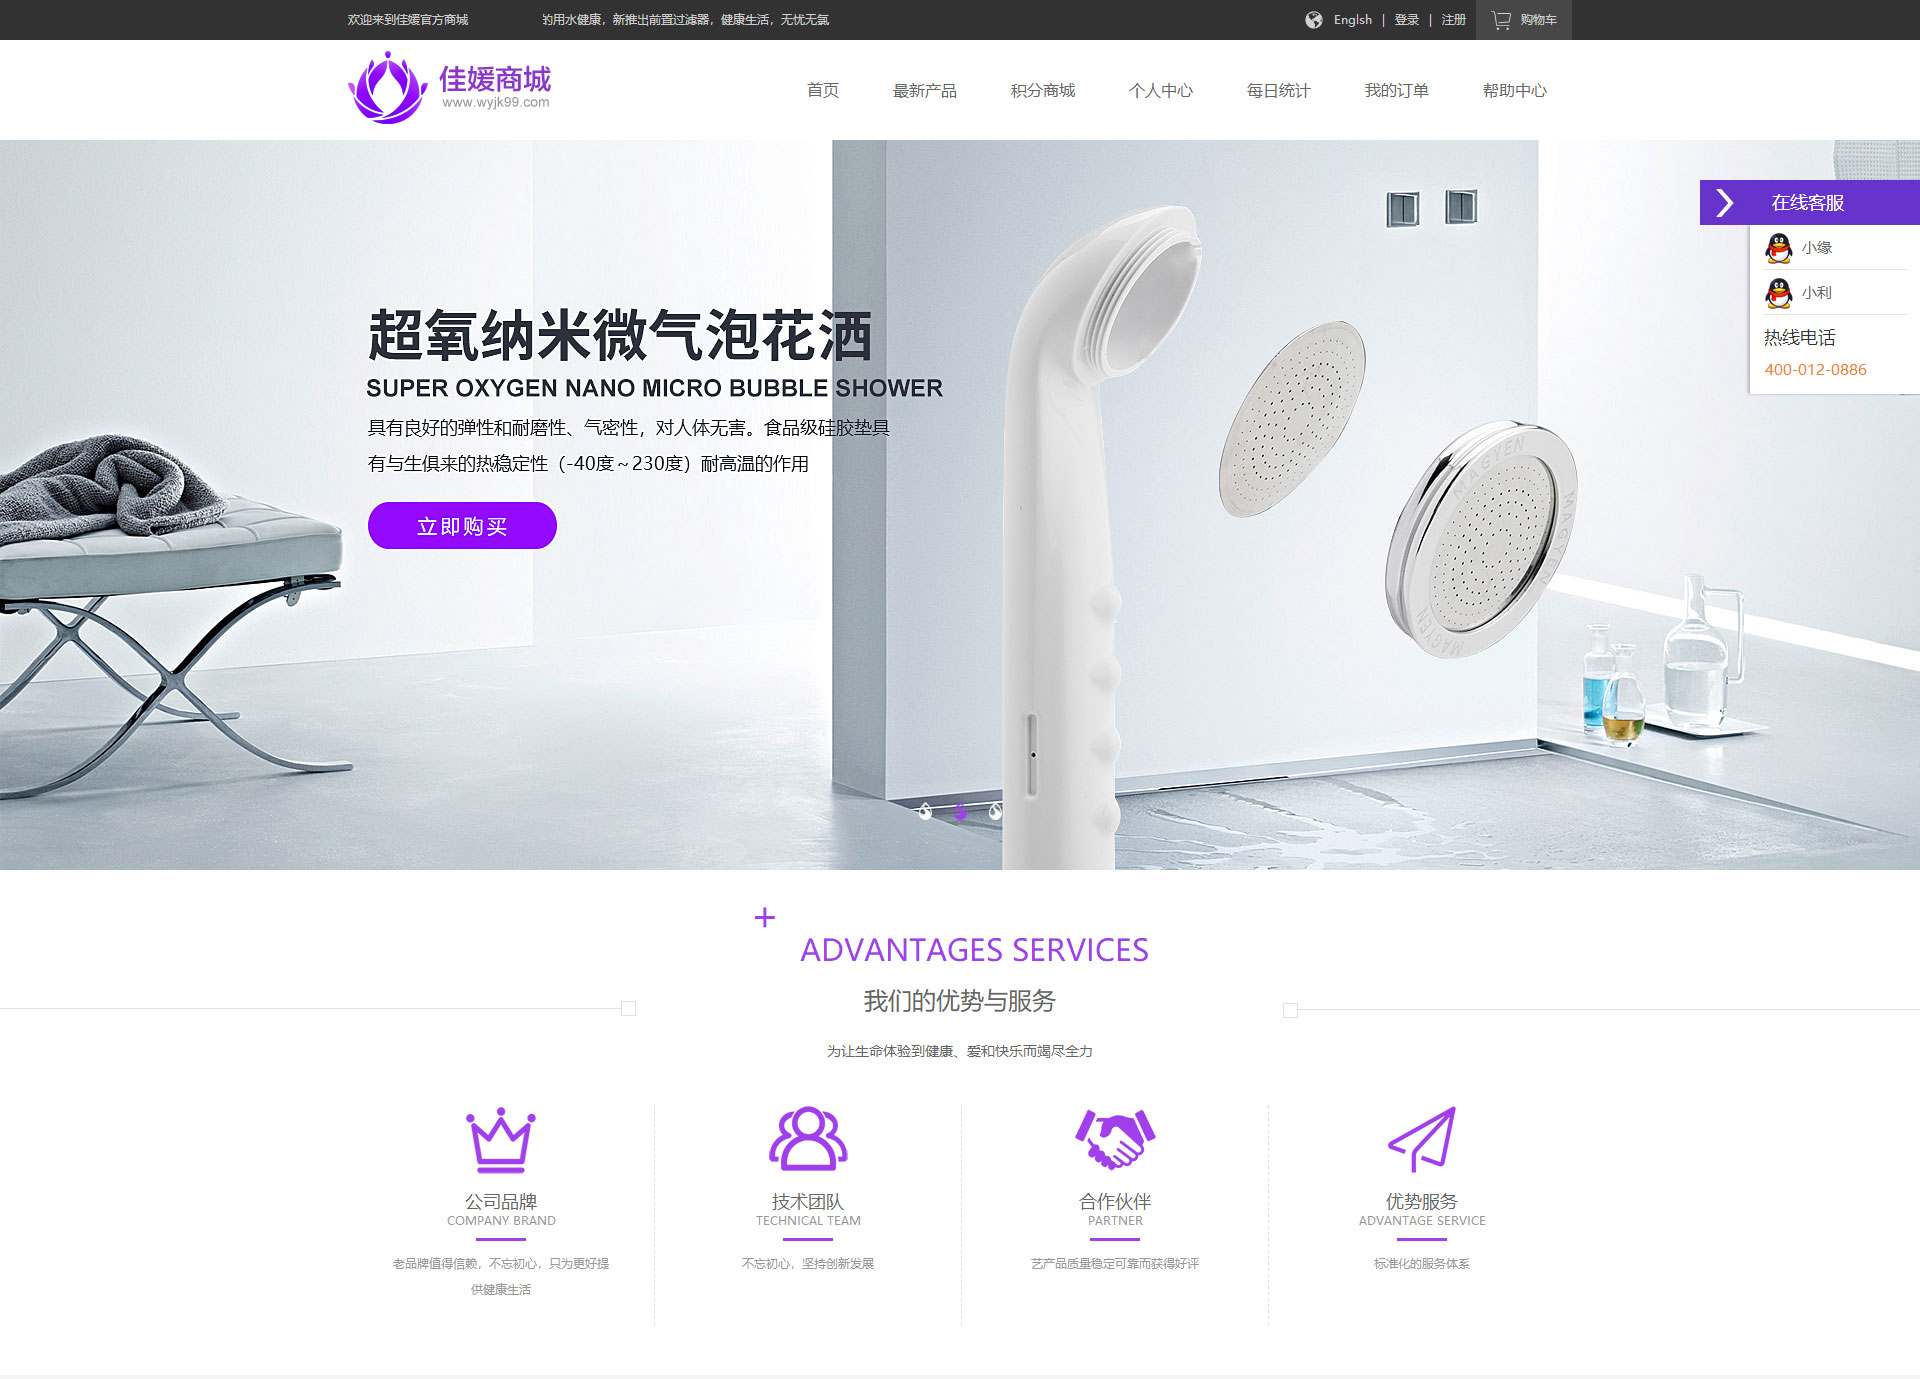 欢迎来到佳媛官方商城
的用水健康，新推出前置过滤器，健康生活，无忧无氯
Englsh | 登录 | 注册
购物车
佳媛商城
www.wyjk99.com
首页
最新产品
积分商城
个人中心
每日统计
我的订单
帮助中心
在线客服
小缘
小利
热线电话
400-012-0886
超氧纳米微气泡花洒
SUPER OXYGEN NANO MICRO BUBBLE SHOWER
具有良好的弹性和耐磨性、气密性，对人体无害。食品级硅胶垫具
有与生俱来的热稳定性（-40度～230度）耐高温的作用
立即购买
MAGYEN
MAGYEN
MAGYEN
ADVANTAGES SERVICES
我们的优势与服务
为让生命体验到健康、爱和快乐而竭尽全力
公司品牌
COMPANY BRAND
老品牌值得信赖，不忘初心，只为更好提
供健康生活
技术团队
TECHNICAL TEAM
不忘初心，坚持创新发展
合作伙伴
PARTNER
艺产品质量稳定可靠而获得好评
优势服务
ADVANTAGE SERVICE
标准化的服务体系